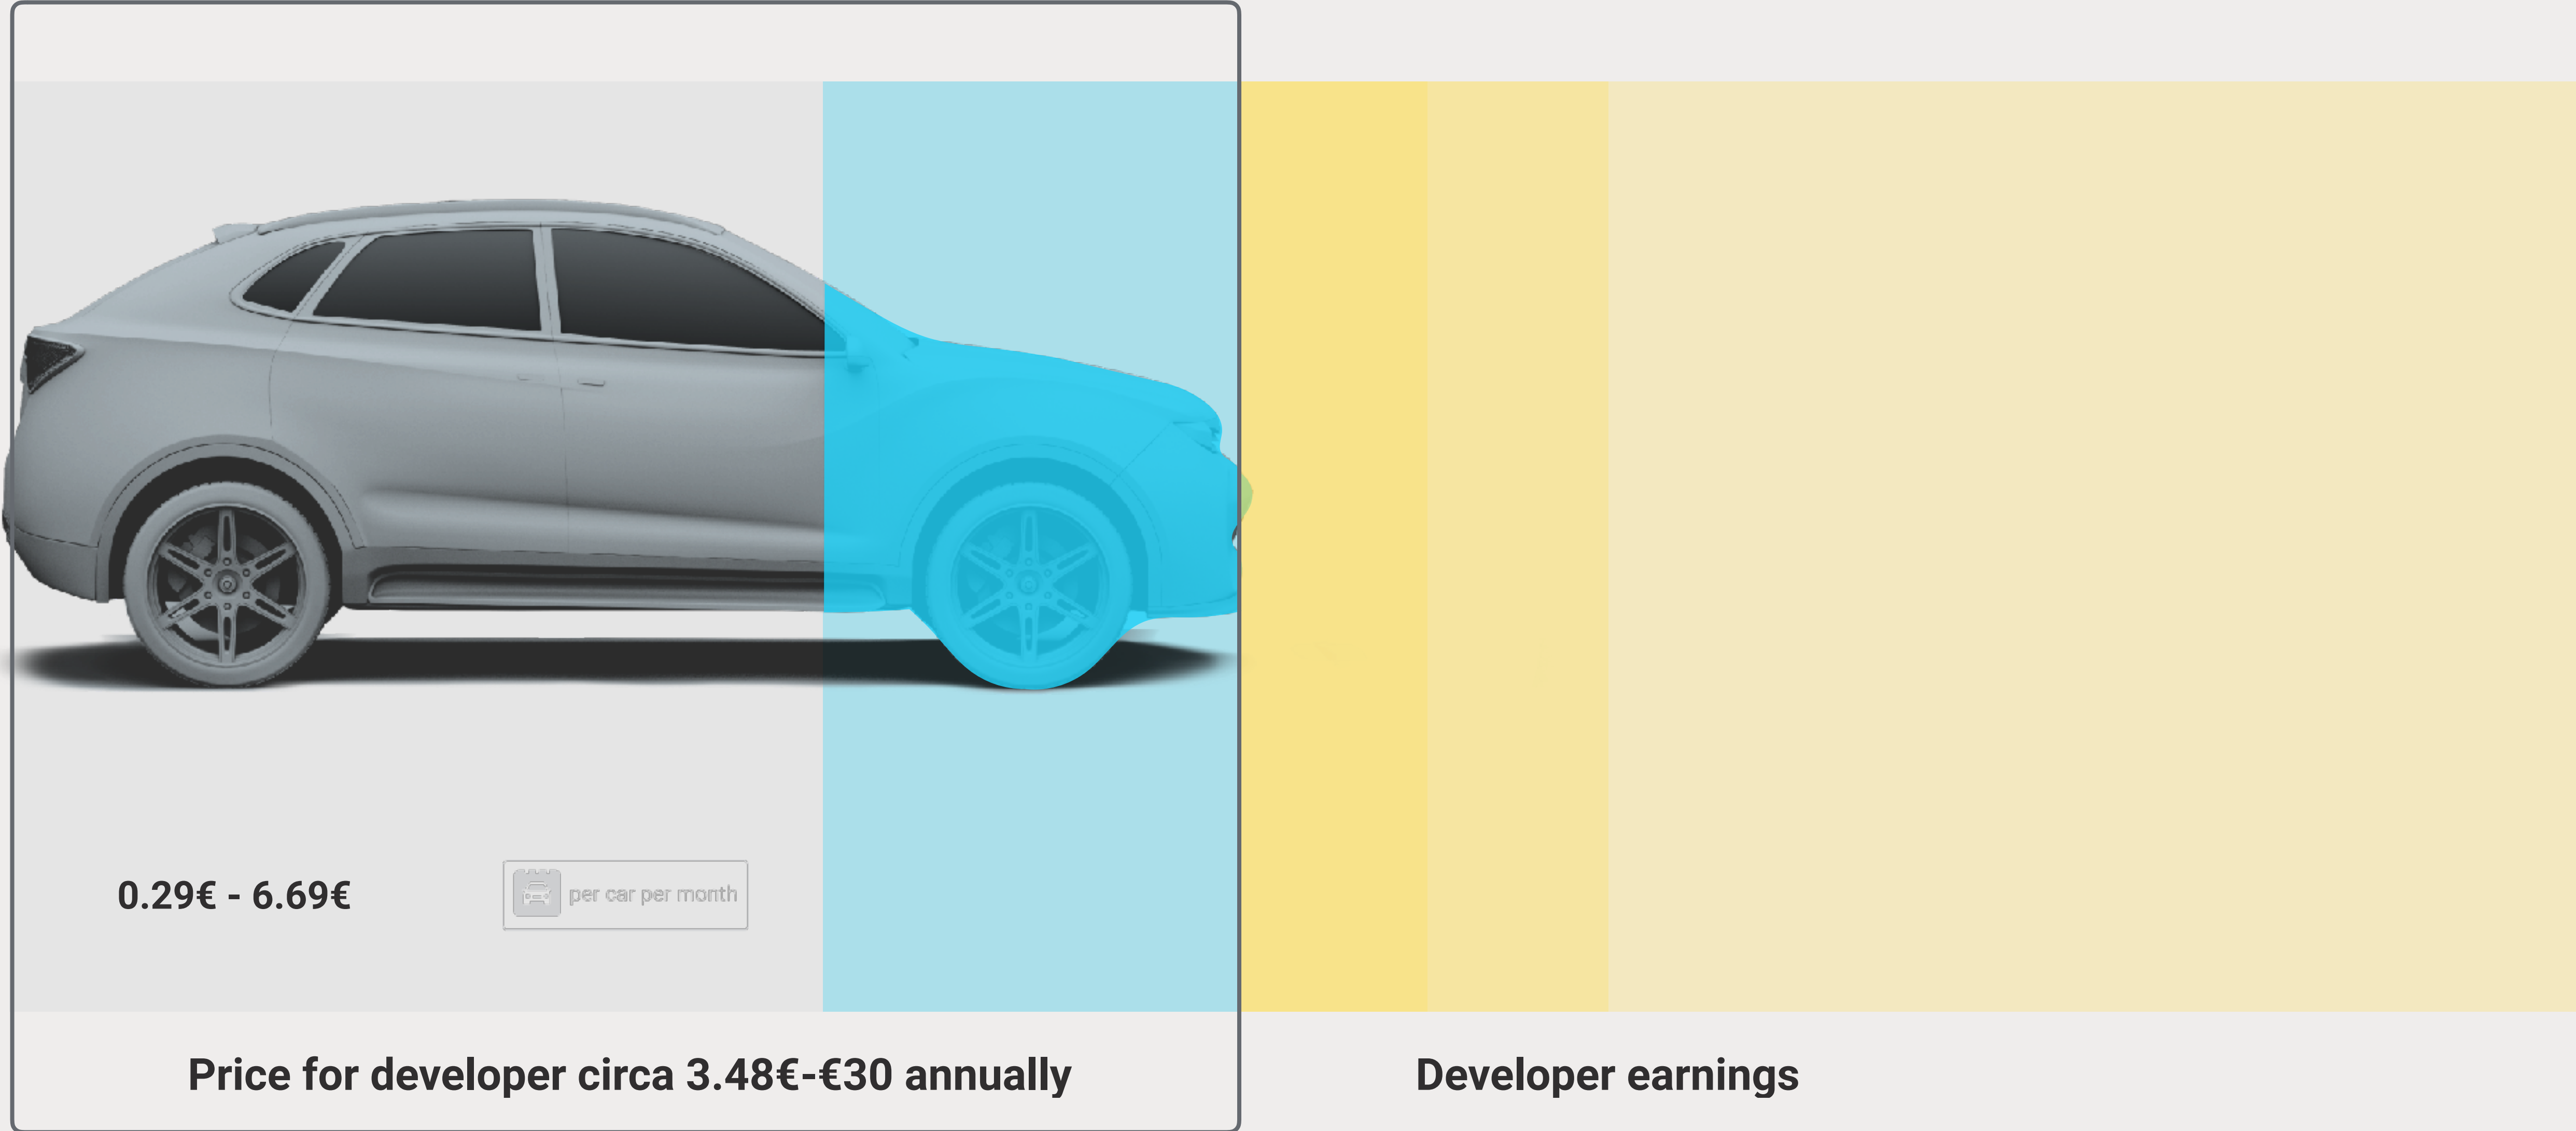 0.29€ - 6.69€
per car per month
Price for developer circa 3.48€-€30 annually
Developer earnings